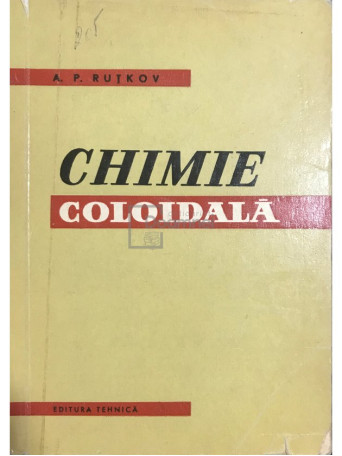 A. P. RUȚKOV
CHIMIE
COLOIDALĂ
EDITURA TEHNICĂ